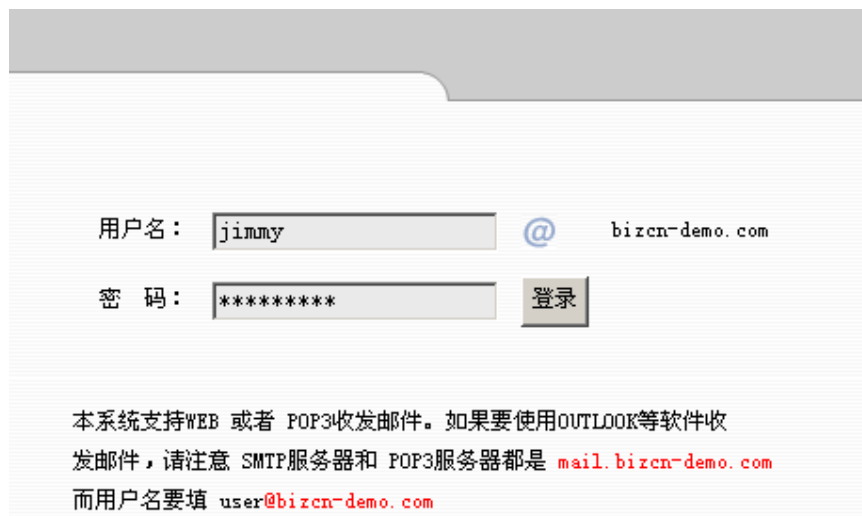 用户名： jimmy @ bizcn-demo.com
密 码： ********* 登录
本系统支持WEB 或者 POP3收发邮件。如果要使用OUTLOOK等软件收
发邮件，请注意 SMTP服务器和 POP3服务器都是 mail.bizcn-demo.com
而用户名要填 user@bizcn-demo.com